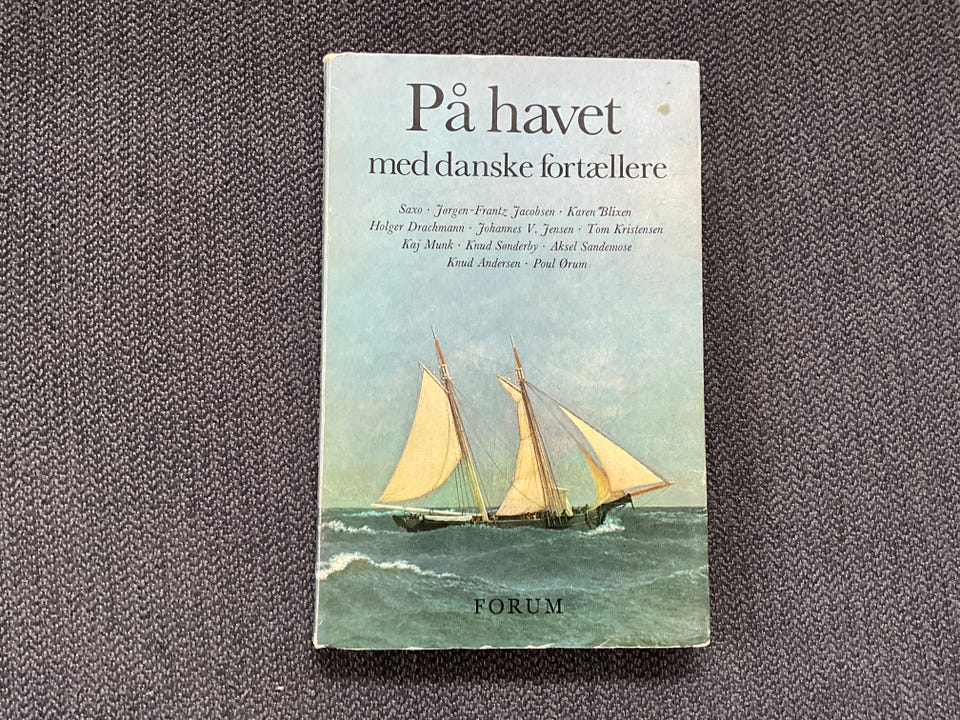 På havet
med danske fortællere
Saxo · Jørgen-Frantz Jacobsen · Karen Blixen
Holger Drachmann · Johannes V. Jensen · Tom Kristensen
Kaj Munk · Knud Sønderby · Aksel Sandemose
Knud Andersen · Poul Ørum
FORUM